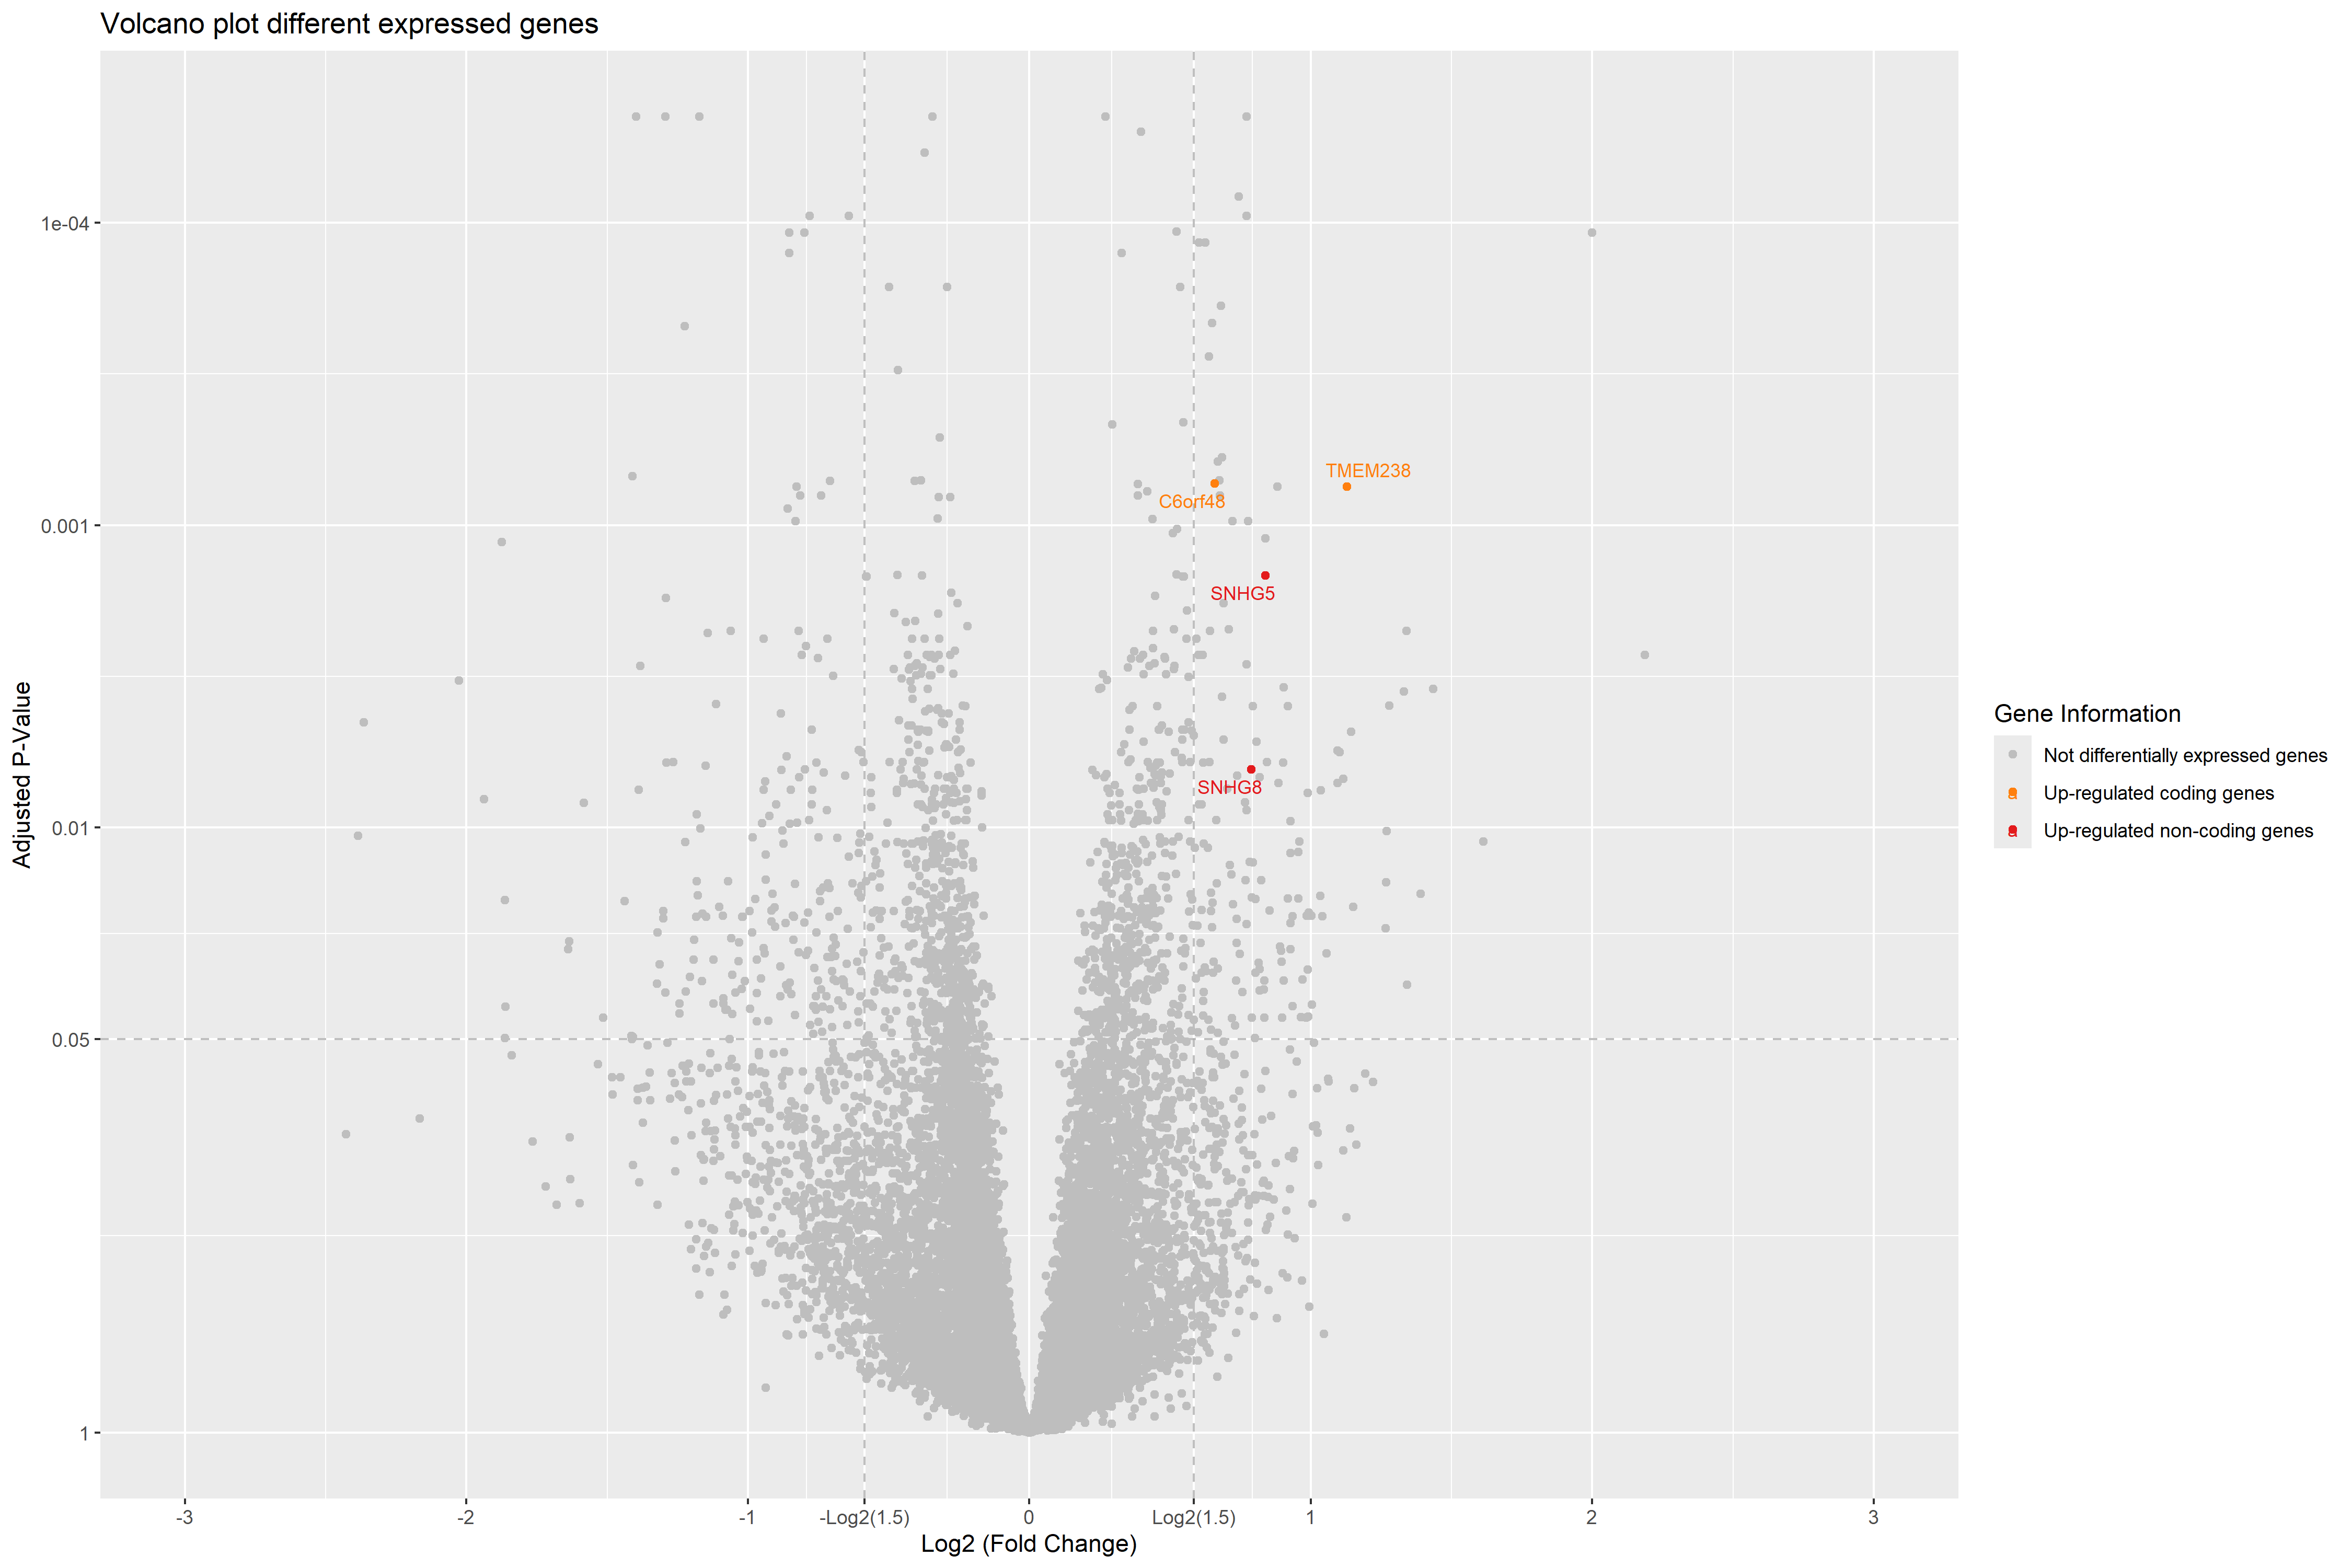 Volcano plot different expressed genes
Adjusted P-Value
1e-04
0.001
0.01
0.05
1
TMEM238
C6orf48
SNHG5
SNHG8
-3
-2
-1
-Log2(1.5)
0
Log2(1.5)
1
2
3
Log2 (Fold Change)
Gene Information
Not differentially expressed genes
a Up-regulated coding genes
a Up-regulated non-coding genes